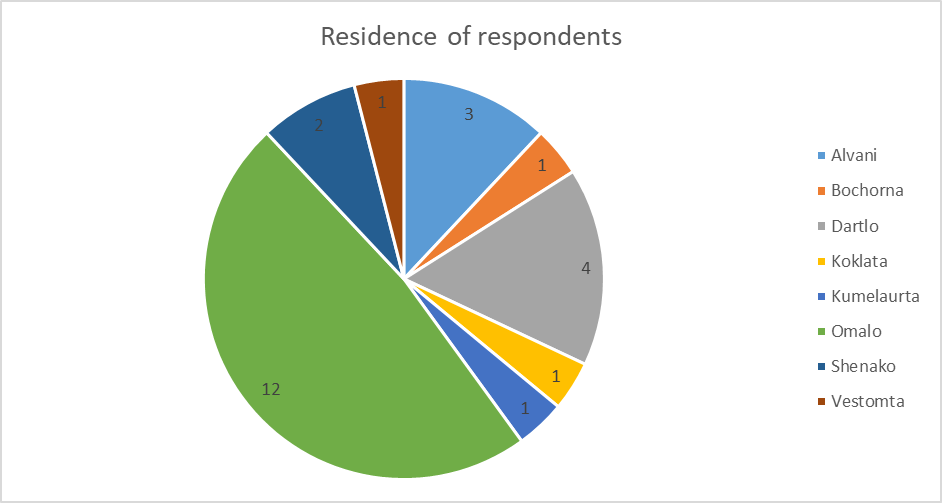 Residence of respondents
3
1
4
1
1
12
2
1
Alvani
Bochorna
Dartlo
Koklata
Kumelaurta
Omalo
Shenako
Vestomta